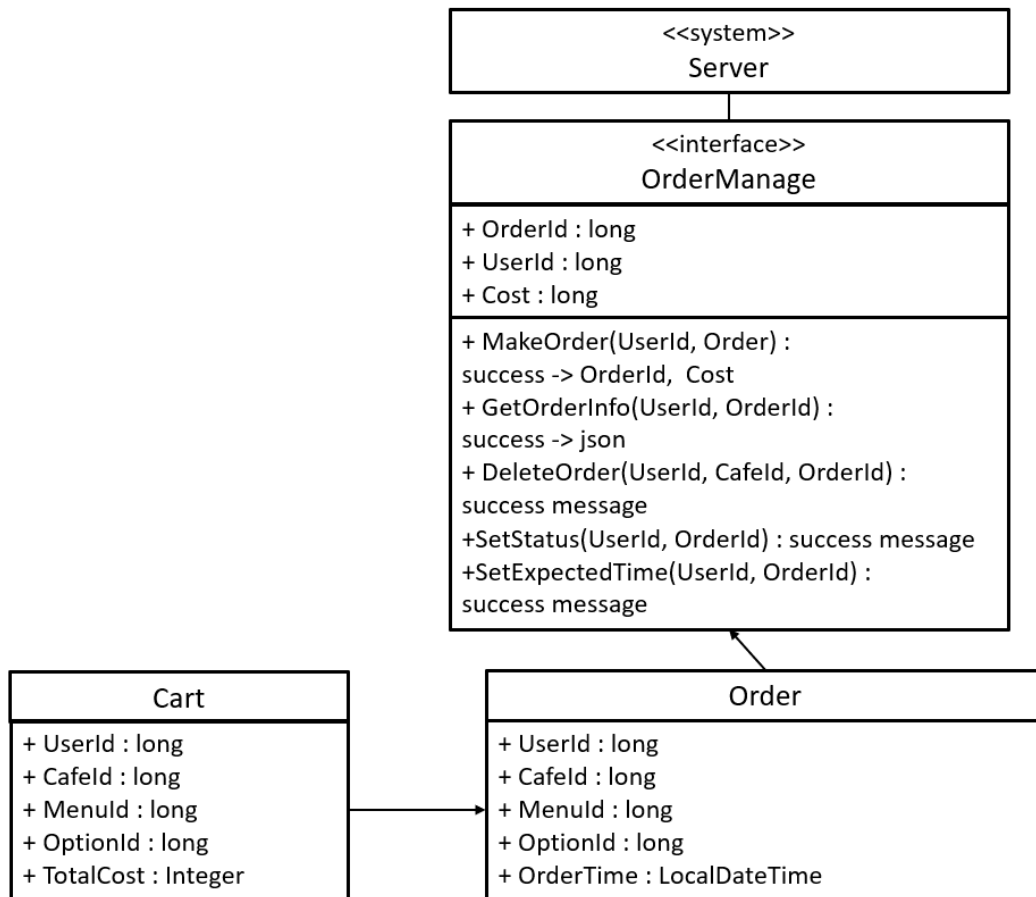 <<system>>
Server
<<interface>>
OrderManage
+ OrderId : long
+ UserId : long
+ Cost : long
+ MakeOrder(UserId, Order) :
success -> OrderId,  Cost
+ GetOrderInfo(UserId, OrderId) :
success -> json
+ DeleteOrder(UserId, CafeId, OrderId) :
success message
+SetStatus(UserId, OrderId) : success message
+SetExpectedTime(UserId, OrderId) :
success message
Cart
+ UserId : long
+ CafeId : long
+ MenuId : long
+ OptionId : long
+ TotalCost : Integer
Order
+ UserId : long
+ CafeId : long
+ MenuId : long
+ OptionId : long
+ OrderTime : LocalDateTime